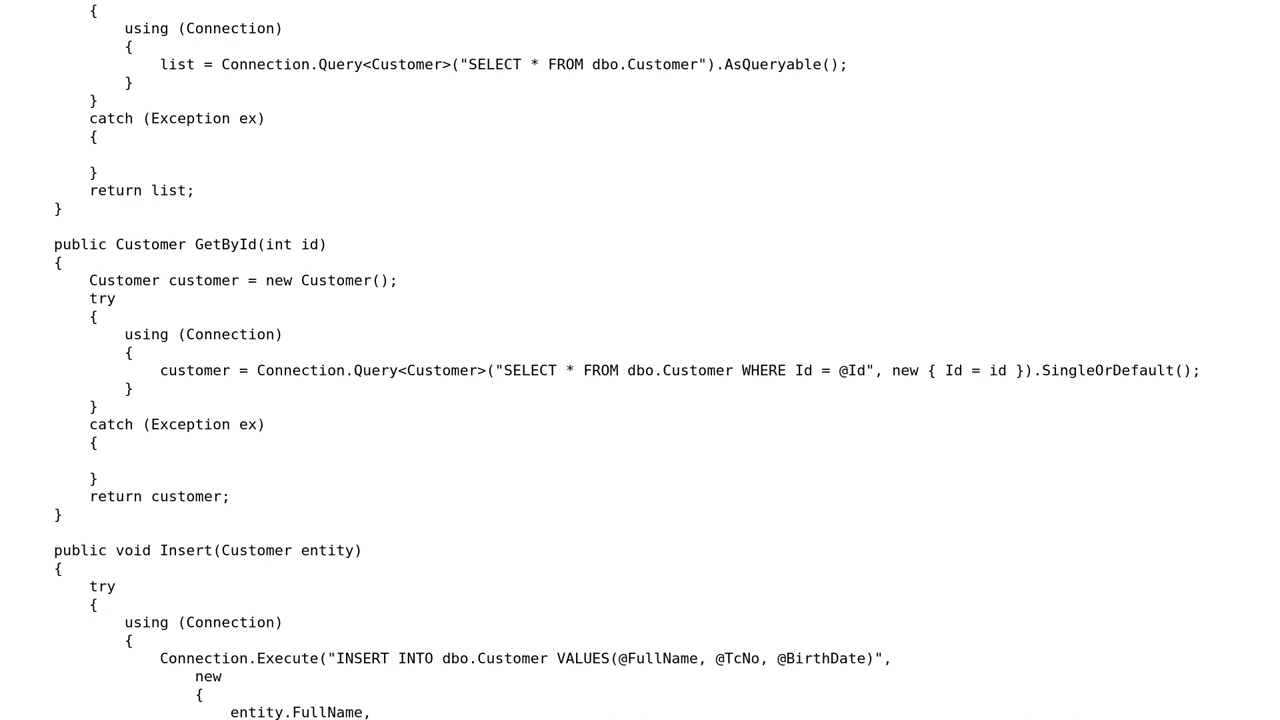 {
using (Connection)
{
list = Connection.Query<Customer>("SELECT * FROM dbo.Customer").AsQueryable();
}
}
catch (Exception ex)
{
}
return list;
}
public Customer GetById(int id)
{
Customer customer = new Customer();
try
{
using (Connection)
{
customer = Connection.Query<Customer>("SELECT * FROM dbo.Customer WHERE Id = @Id", new { Id = id }).SingleOrDefault();
}
}
catch (Exception ex)
{
}
return customer;
}
public void Insert(Customer entity)
{
try
{
using (Connection)
{
Connection.Execute("INSERT INTO dbo.Customer VALUES(@FullName, @TcNo, @BirthDate)",
new
{
entity.FullName,